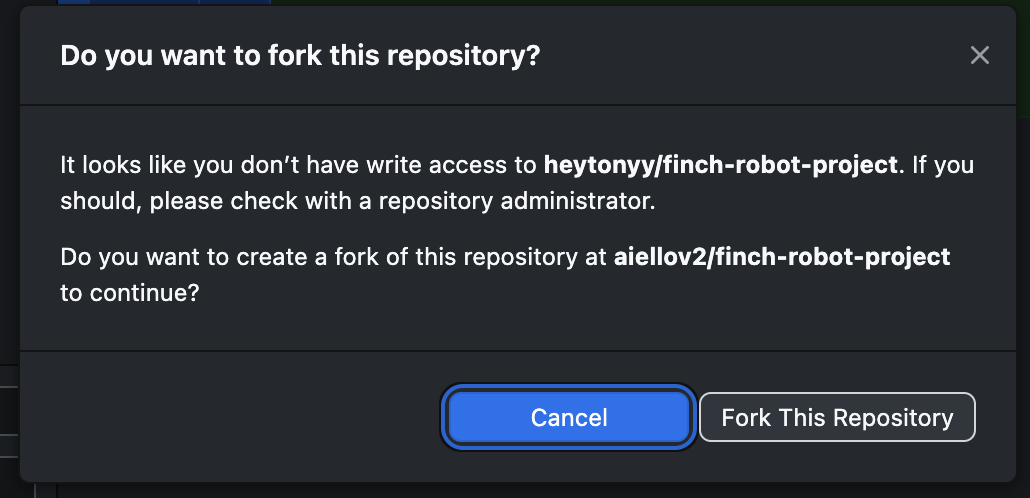 Do you want to fork this repository?
It looks like you don’t have write access to heytonyy/finch-robot-project. If you
should, please check with a repository administrator.
Do you want to create a fork of this repository at aiellov2/finch-robot-project
to continue?
Cancel
Fork This Repository